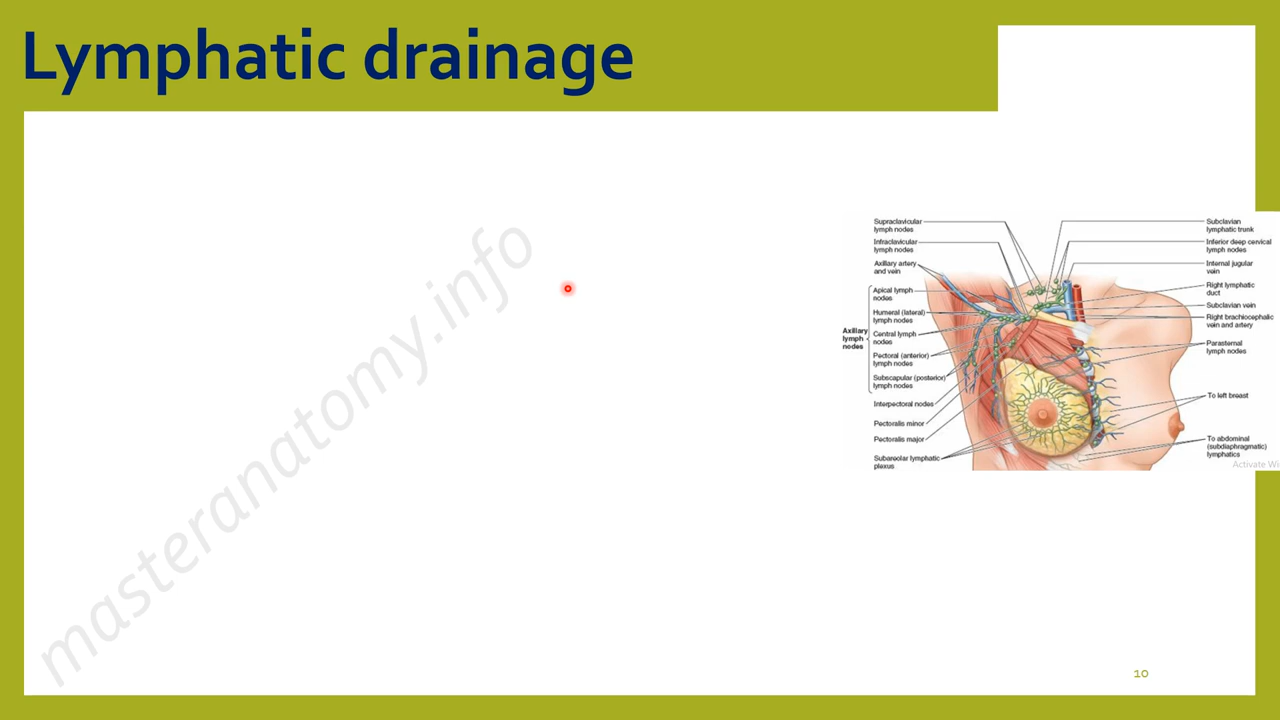 Lymphatic drainage
masteranatomy.info
Supraclavicular
lymph nodes
Infraclavicular
lymph nodes
Axillary artery
and vein
Axillary
lymph
nodes
Apical lymph
nodes
Humeral (lateral)
lymph nodes
Central lymph
nodes
Pectoral (anterior)
lymph nodes
Subscapular (posterior)
lymph nodes
Interpectoral nodes
Pectoralis minor
Pectoralis major
Subareolar lymphatic
plexus
Subclavian
lymphatic trunk
Inferior deep cervical
lymph nodes
Internal jugular
vein
Right lymphatic
duct
Subclavian vein
Right brachiocephalic
vein and artery
Parasternal
lymph nodes
To left breast
To abdominal
(subdiaphragmatic)
lymphatics
Activate Wi
10